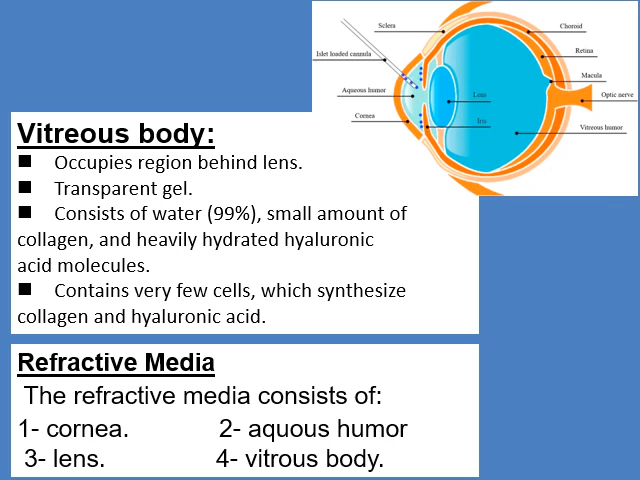 Sclera
Choroid
Islet loaded cannula
Retina
Macula
Aqueous humor
Lens
Optic nerve
Cornea
Iris
Vitreous humor
Vitreous body:
■ Occupies region behind lens.
■ Transparent gel.
■ Consists of water (99%), small amount of
collagen, and heavily hydrated hyaluronic
acid molecules.
■ Contains very few cells, which synthesize
collagen and hyaluronic acid.
Refractive Media
The refractive media consists of:
1- cornea. 2- aquous humor
3- lens. 4- vitrous body.